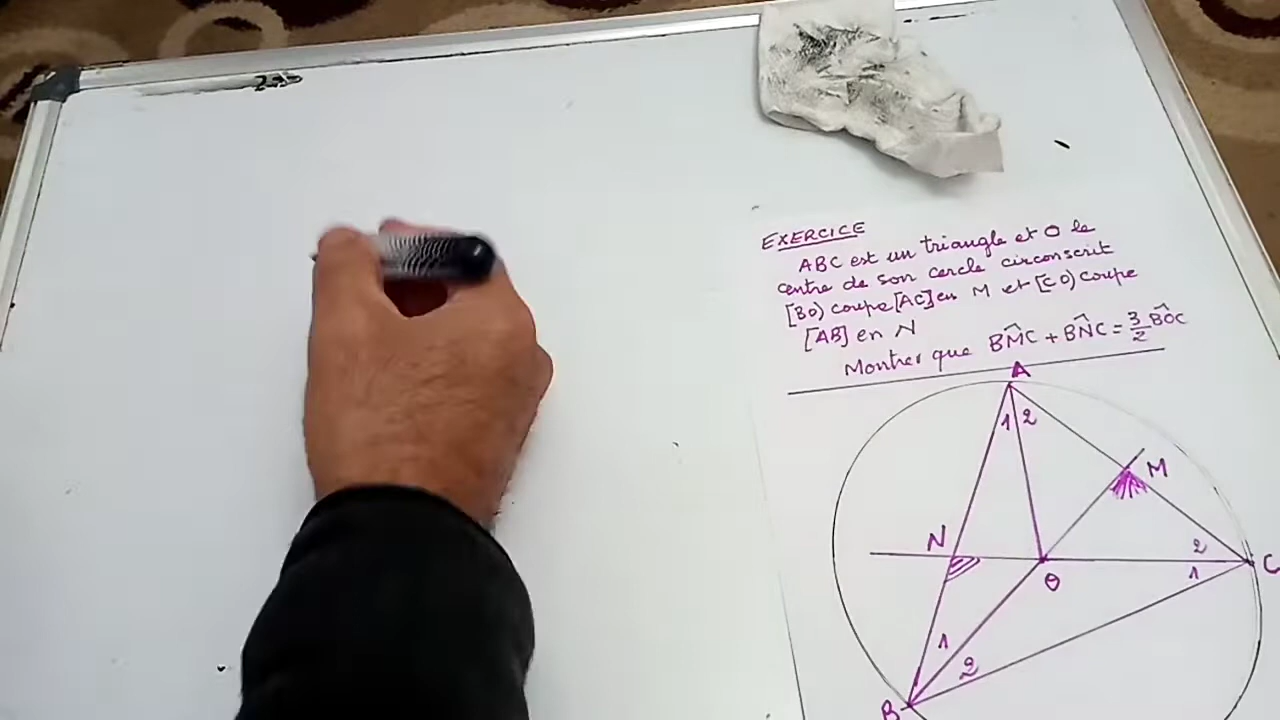 EXERCICE
ABC est un triangle et O le
centre de son cercle circonscrit
[BO) coupe [AC] en M et [CO) coupe
[AB] en N
Montrer que BM̂C + BN̂C = 3/2 BÔC
A
1 2
M
N
2
C
1
O
1
2
B